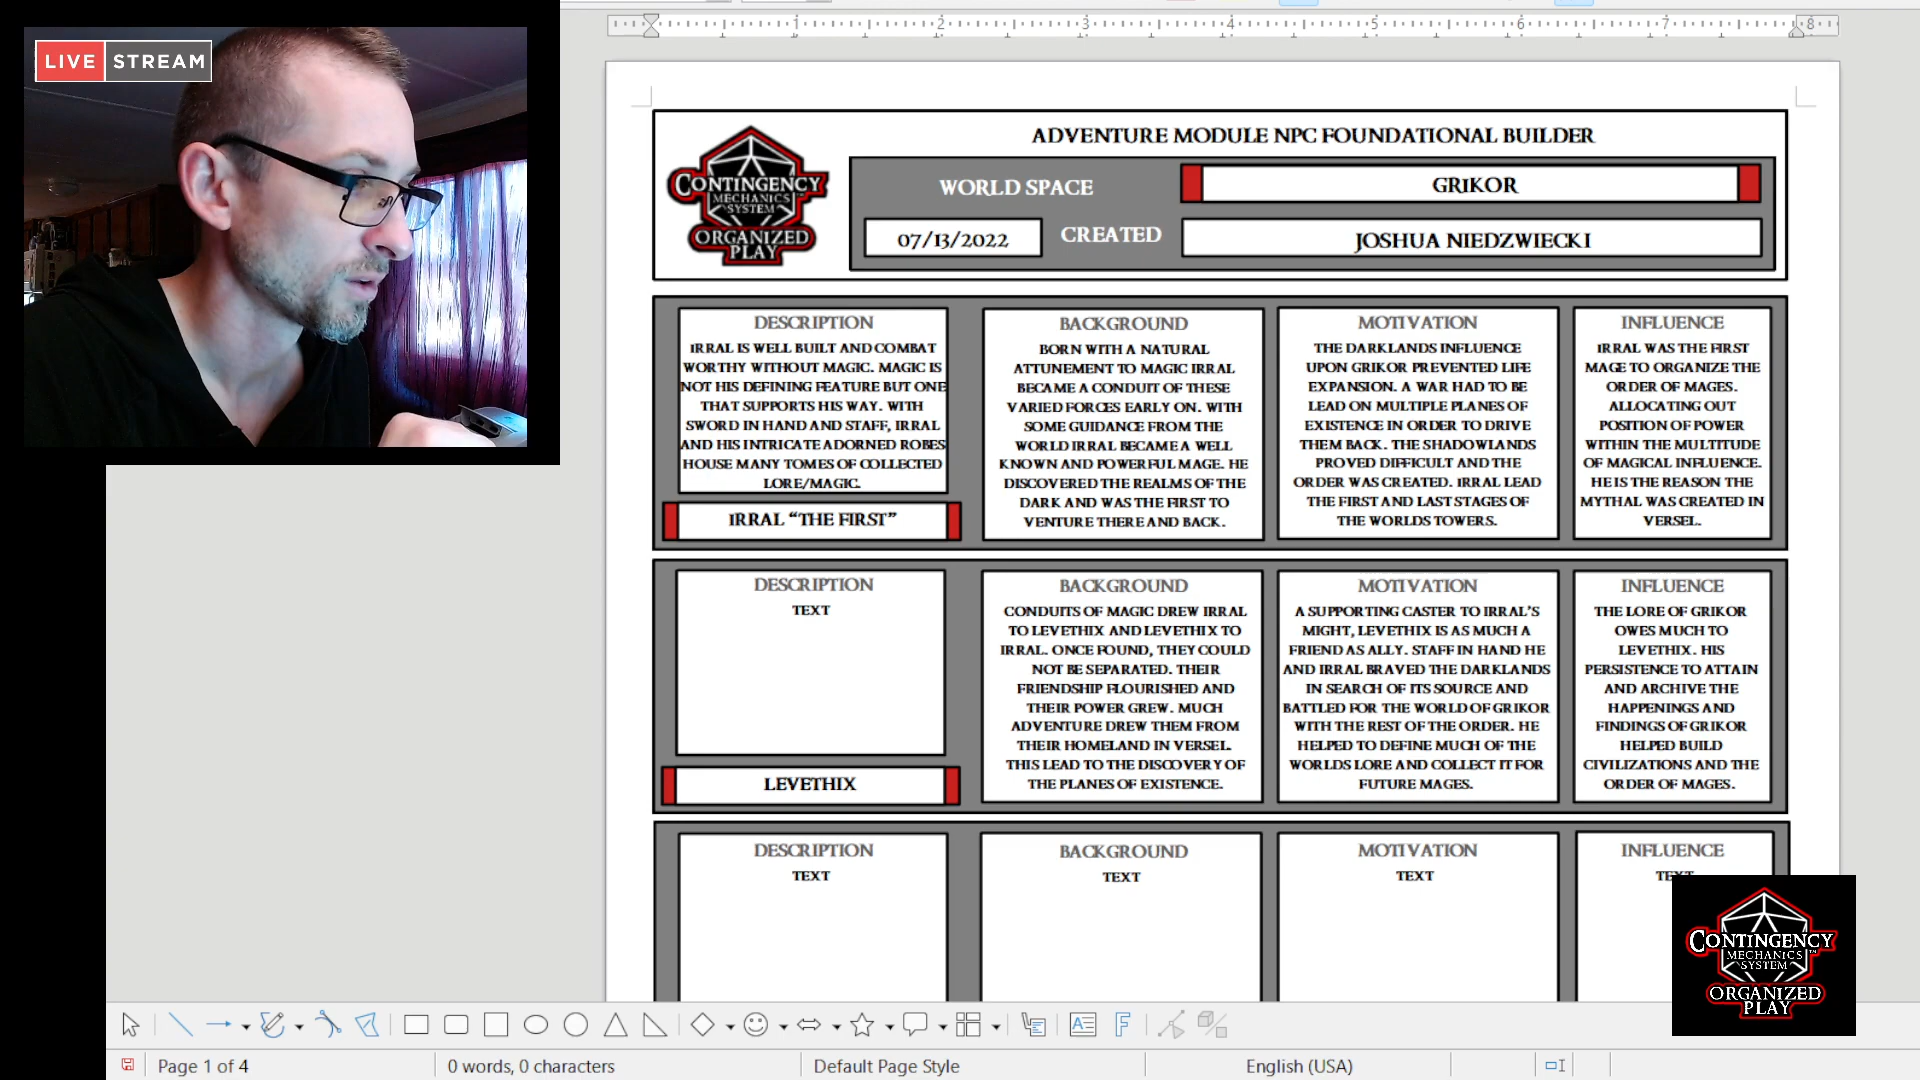 LIVE STREAM
1 2 3 4 5 6 7 8
CONTINGENCY
MECHANICS
SYSTEM
ORGANIZED
PLAY
ADVENTURE MODULE NPC FOUNDATIONAL BUILDER
WORLD SPACE
GRIKOR
07/13/2022
CREATED
JOSHUA NIEDZWIECKI
DESCRIPTION
IRRAL IS WELL BUILT AND COMBAT
WORTHY WITHOUT MAGIC. MAGIC IS
NOT HIS DEFINING FEATURE BUT ONE
THAT SUPPORTS HIS WAY. WITH
SWORD IN HAND AND STAFF, IRRAL
AND HIS INTRICATE ADORNED ROBES
HOUSE MANY TOMES OF COLLECTED
LORE/MAGIC.
IRRAL “THE FIRST”
BACKGROUND
BORN WITH A NATURAL
ATTUNEMENT TO MAGIC IRRAL
BECAME A CONDUIT OF THESE
VARIED FORCES EARLY ON. WITH
SOME GUIDANCE FROM THE
WORLD IRRAL BECAME A WELL
KNOWN AND POWERFUL MAGE. HE
DISCOVERED THE REALMS OF THE
DARK AND WAS THE FIRST TO
VENTURE THERE AND BACK.
MOTIVATION
THE DARKLANDS INFLUENCE
UPON GRIKOR PREVENTED LIFE
EXPANSION. A WAR HAD TO BE
LEAD ON MULTIPLE PLANES OF
EXISTENCE IN ORDER TO DRIVE
THEM BACK. THE SHADOWLANDS
PROVED DIFFICULT AND THE
ORDER WAS CREATED. IRRAL LEAD
THE FIRST AND LAST STAGES OF
THE WORLDS TOWERS.
INFLUENCE
IRRAL WAS THE FIRST
MAGE TO ORGANIZE THE
ORDER OF MAGES.
ALLOCATING OUT
POSITION OF POWER
WITHIN THE MULTITUDE
OF MAGICAL INFLUENCE.
HE IS THE REASON THE
MYTHAL WAS CREATED IN
VERSEL.
DESCRIPTION
TEXT
LEVETHIX
BACKGROUND
CONDUITS OF MAGIC DREW IRRAL
TO LEVETHIX AND LEVETHIX TO
IRRAL. ONCE FOUND, THEY COULD
NOT BE SEPARATED. THEIR
FRIENDSHIP FLOURISHED AND
THEIR POWER GREW. MUCH
ADVENTURE DREW THEM FROM
THEIR HOMELAND IN VERSEL.
THIS LEAD TO THE DISCOVERY OF
THE PLANES OF EXISTENCE.
MOTIVATION
A SUPPORTING CASTER TO IRRAL’S
MIGHT, LEVETHIX IS AS MUCH A
FRIEND AS ALLY. STAFF IN HAND HE
AND IRRAL BRAVED THE DARKLANDS
IN SEARCH OF ITS SOURCE AND
BATTLED FOR THE WORLD OF GRIKOR
WITH THE REST OF THE ORDER. HE
HELPED TO DEFINE MUCH OF THE
WORLDS LORE AND COLLECT IT FOR
FUTURE MAGES.
INFLUENCE
THE LORE OF GRIKOR
OWES MUCH TO
LEVETHIX. HIS
PERSISTENCE TO ATTAIN
AND ARCHIVE THE
HAPPENINGS AND
FINDINGS OF GRIKOR
HELPED BUILD
CIVILIZATIONS AND THE
ORDER OF MAGES.
DESCRIPTION
TEXT
BACKGROUND
TEXT
MOTIVATION
TEXT
INFLUENCE
TEXT
CONTINGENCY
MECHANICS
SYSTEM
ORGANIZED
PLAY
Page 1 of 4
0 words, 0 characters
Default Page Style
English (USA)